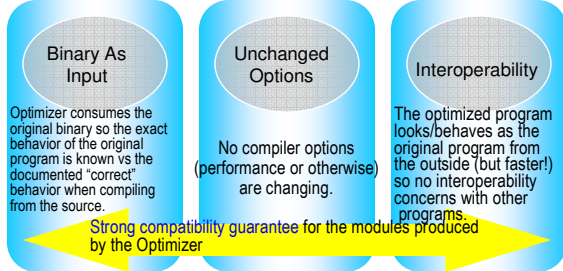 Binary As
Input
Optimizer consumes the
original binary so the exact
behavior of the original
program is known vs the
documented “correct”
behavior when compiling
from the source.
Unchanged
Options
No compiler options
(performance or otherwise)
are changing.
Interoperability
The optimized program
looks/behaves as the
original program from
the outside (but faster!)
so no interoperability
concerns with other
programs.
Strong compatibility guarantee for the modules produced
by the Optimizer